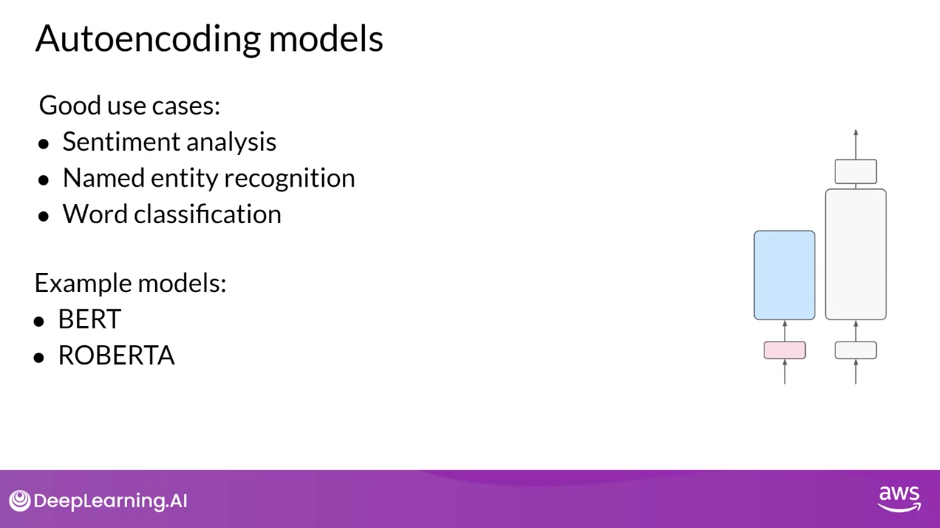 Autoencoding models
Good use cases:
● Sentiment analysis
● Named entity recognition
● Word classification
Example models:
● BERT
● ROBERTA
DeepLearning.AI
aws